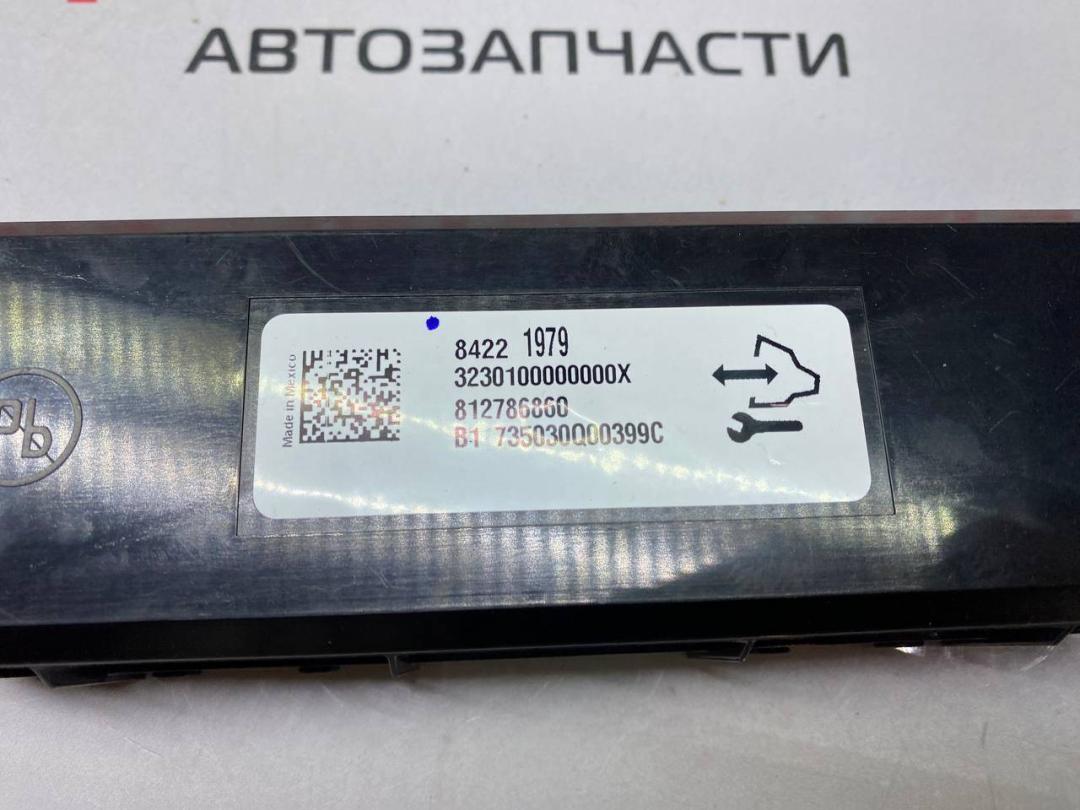 АВТОЗАПЧАСТИ
8422 1979
3230100000000X
812786860
B1 735030Q00399C
Made in Mexico